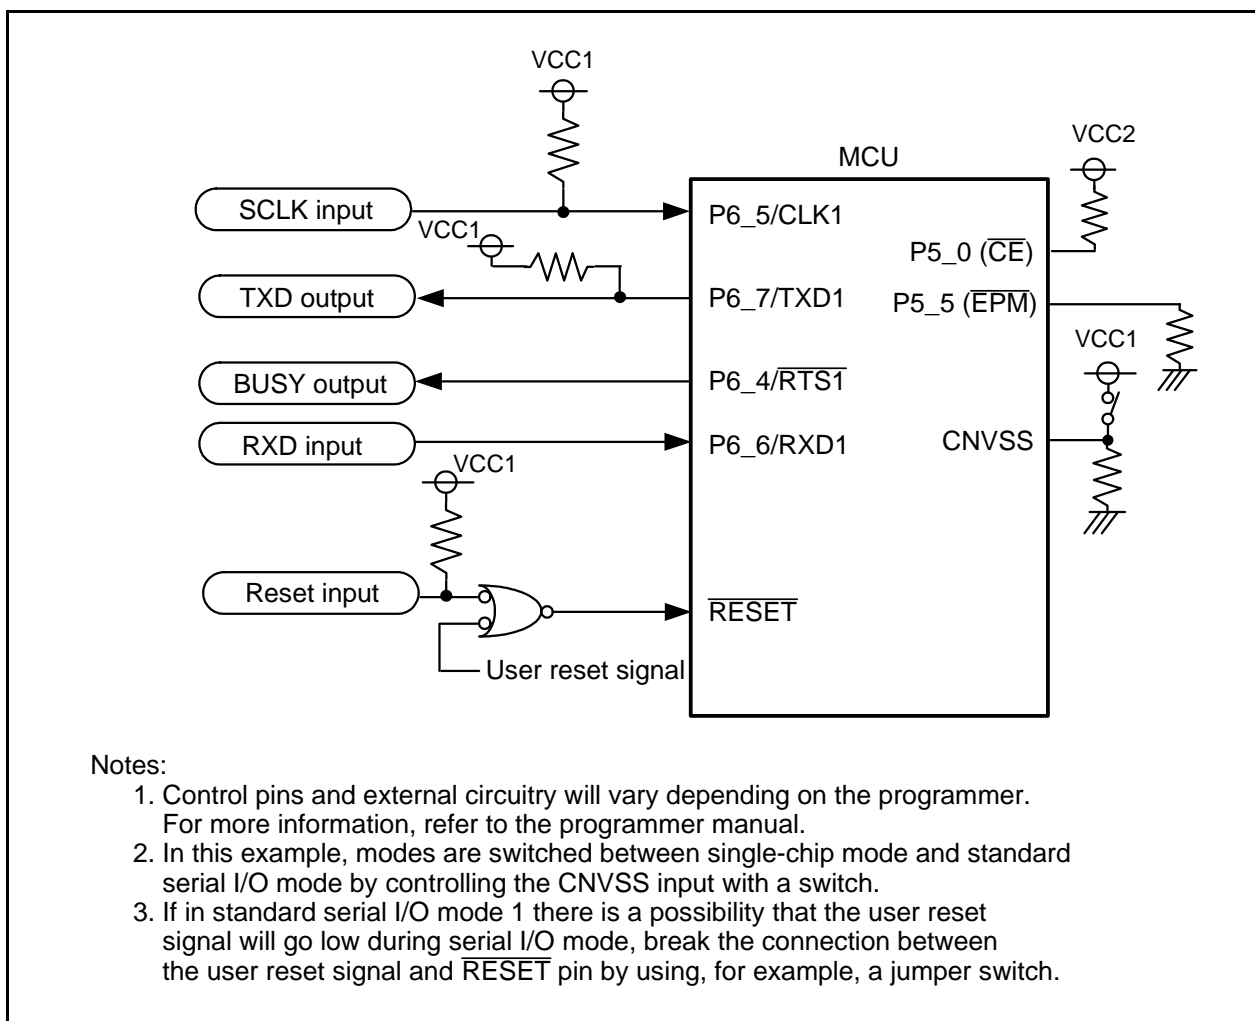 VCC1
VCC2
MCU
SCLK input
P6_5/CLK1
VCC1
P5_0 (CE)
TXD output
P6_7/TXD1
P5_5 (EPM)
VCC1
BUSY output
P6_4/RTS1
RXD input
P6_6/RXD1
CNVSS
VCC1
Reset input
RESET
User reset signal
Notes:
1. Control pins and external circuitry will vary depending on the programmer.
For more information, refer to the programmer manual.
2. In this example, modes are switched between single-chip mode and standard
serial I/O mode by controlling the CNVSS input with a switch.
3. If in standard serial I/O mode 1 there is a possibility that the user reset
signal will go low during serial I/O mode, break the connection between
the user reset signal and RESET pin by using, for example, a jumper switch.